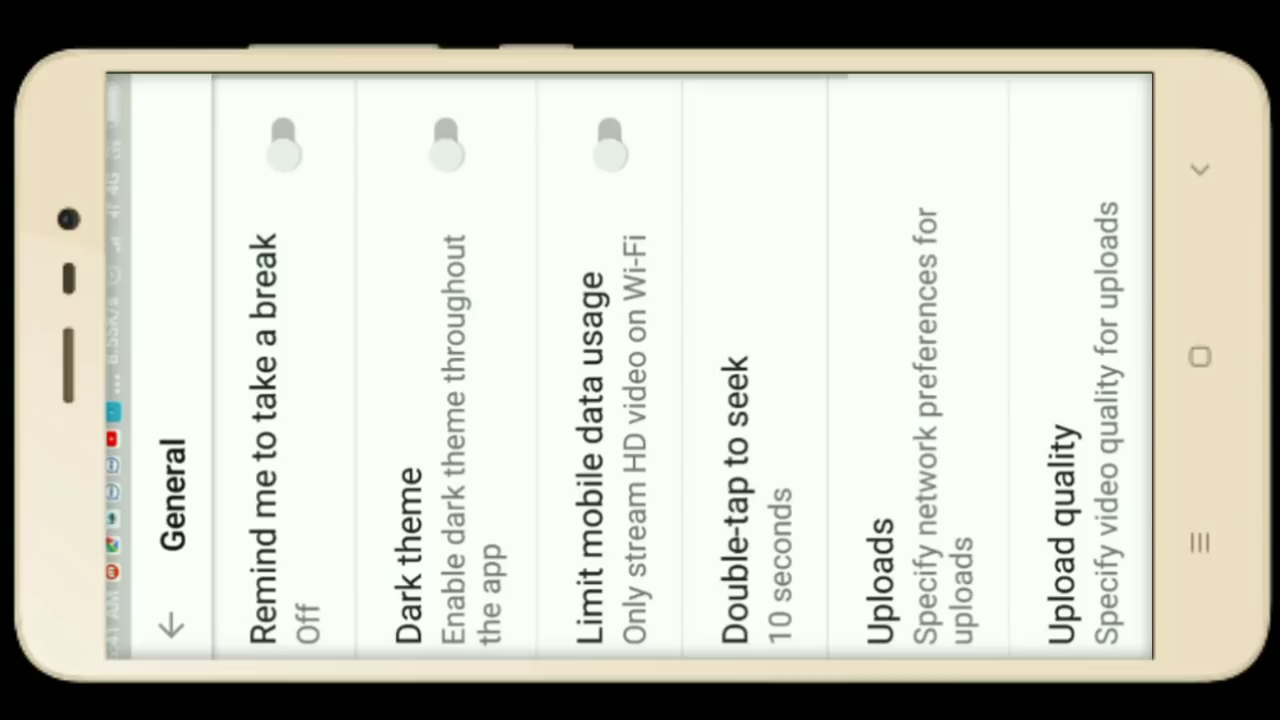 General
Remind me to take a break
Off
Dark theme
Enable dark theme throughout
the app
Limit mobile data usage
Only stream HD video on Wi-Fi
Double-tap to seek
10 seconds
Uploads
Specify network preferences for
uploads
Upload quality
Specify video quality for uploads